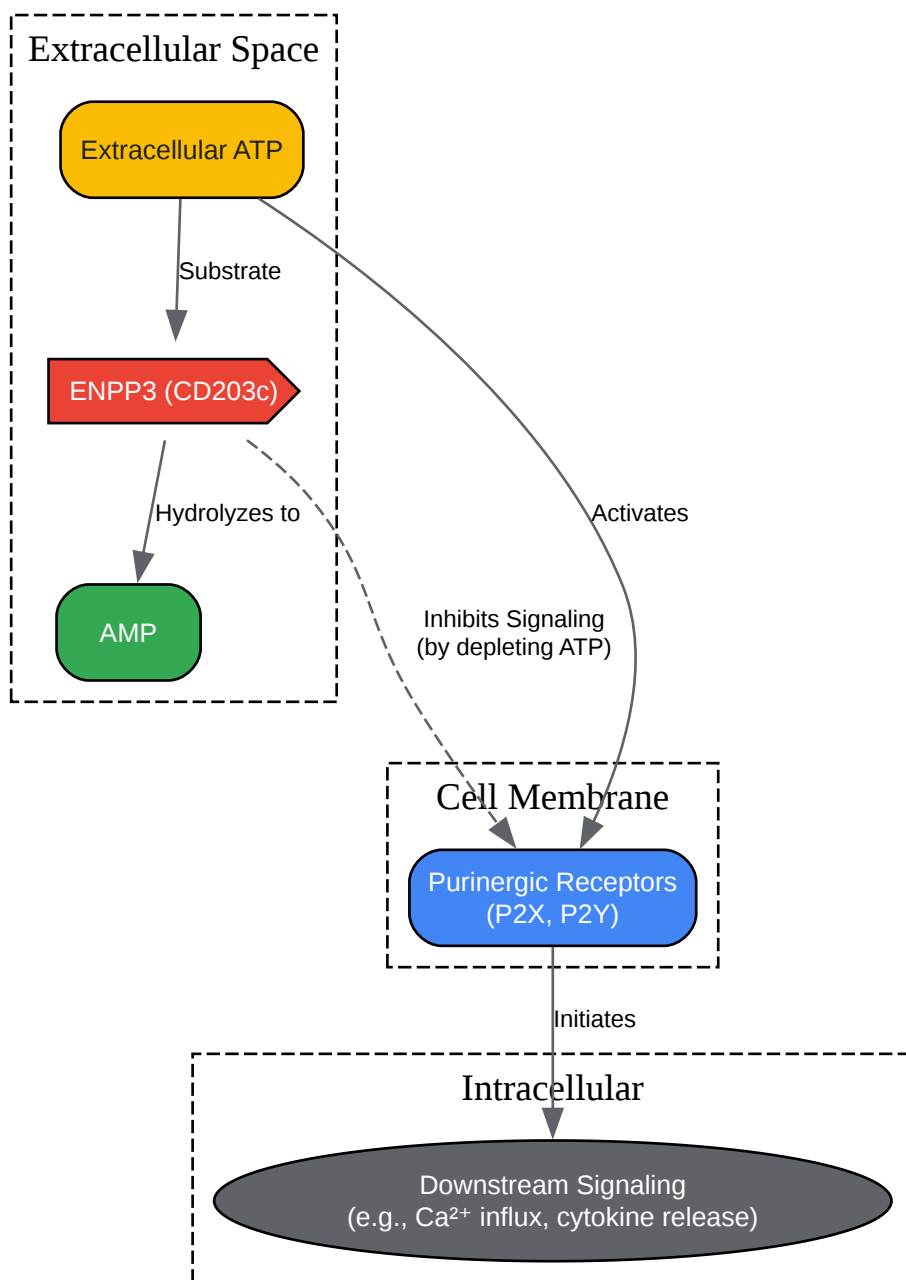 Extracellular Space
Extracellular ATP
Substrate
ENPP3 (CD203c)
Hydrolyzes to
Activates
AMP
Inhibits Signaling
(by depleting ATP)
Cell Membrane
Purinergic Receptors
(P2X, P2Y)
Initiates
Intracellular
Downstream Signaling
(e.g., Ca²⁺ influx, cytokine release)